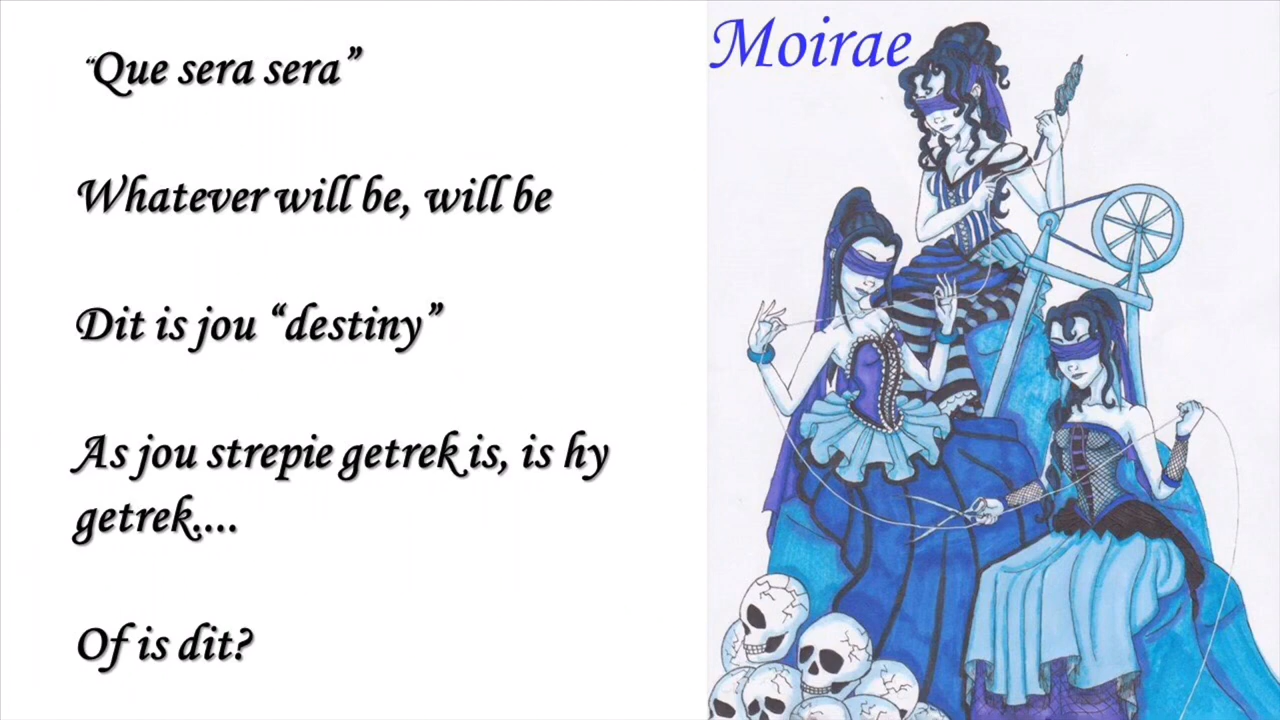 “Que sera sera”
Moirae
Whatever will be, will be
Dit is jou “destiny”
As jou strepie getrek is, is hy
getrek....
Of is dit?